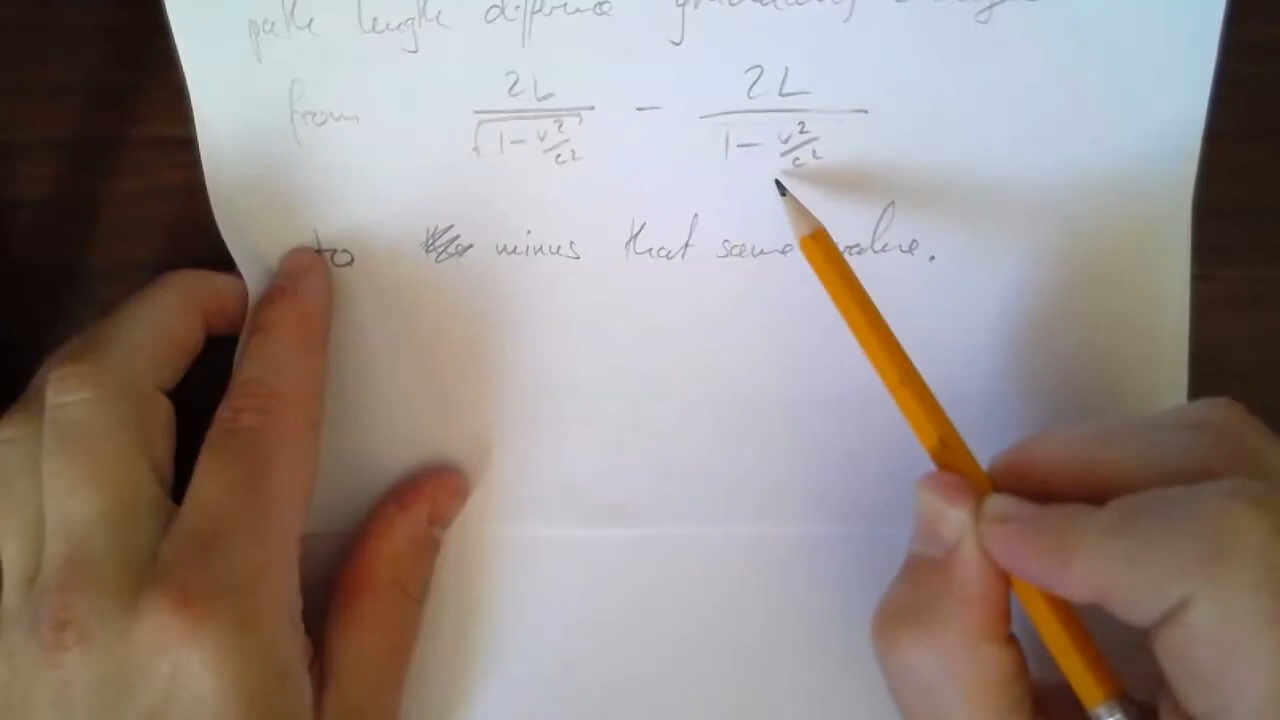 path length difference gradually changes
from 2L/√(1-v²/c²) - 2L/(1-v²/c²)
to minus that same value.